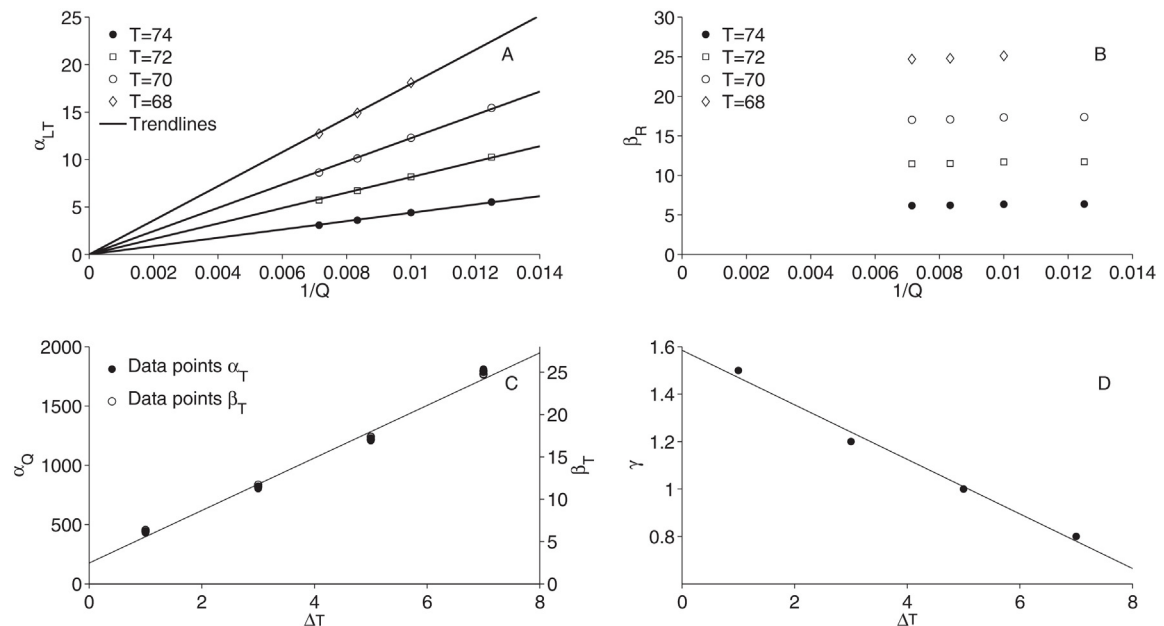 A
T=74
T=72
T=70
T=68
Trendlines
α_LT
25
20
15
10
5
0
0 0.002 0.004 0.006 0.008 0.01 0.012 0.014
1/Q
B
T=74
T=72
T=70
T=68
β_R
30
25
20
15
10
5
0
0 0.002 0.004 0.006 0.008 0.01 0.012 0.014
1/Q
C
Data points α_T
Data points β_T
α_Q
2000
1500
1000
500
0
25
20
15
10
5
0
β_T
0 2 4 6 8
ΔT
D
γ
1.6
1.4
1.2
1
0.8
0 2 4 6 8
ΔT